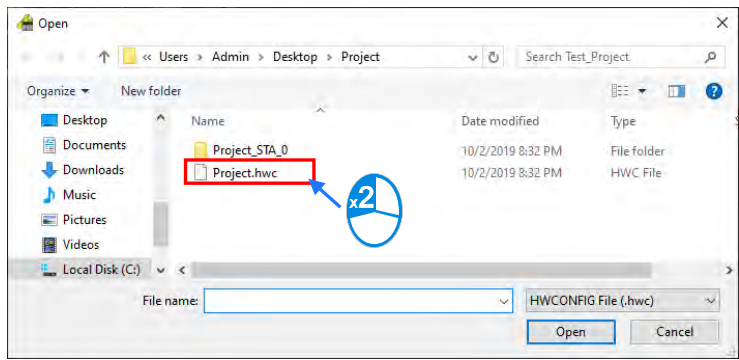 Open
« Users › Admin › Desktop › Project
Search Test_Project
Organize
New folder
Desktop
Documents
Downloads
Music
Pictures
Videos
Local Disk (C:)
Name
Date modified
Type
Project_STA_0
10/2/2019 8:32 PM
File folder
Project.hwc
10/2/2019 8:32 PM
HWC File
x2
File name:
HWCONFIG File (.hwc)
Open
Cancel